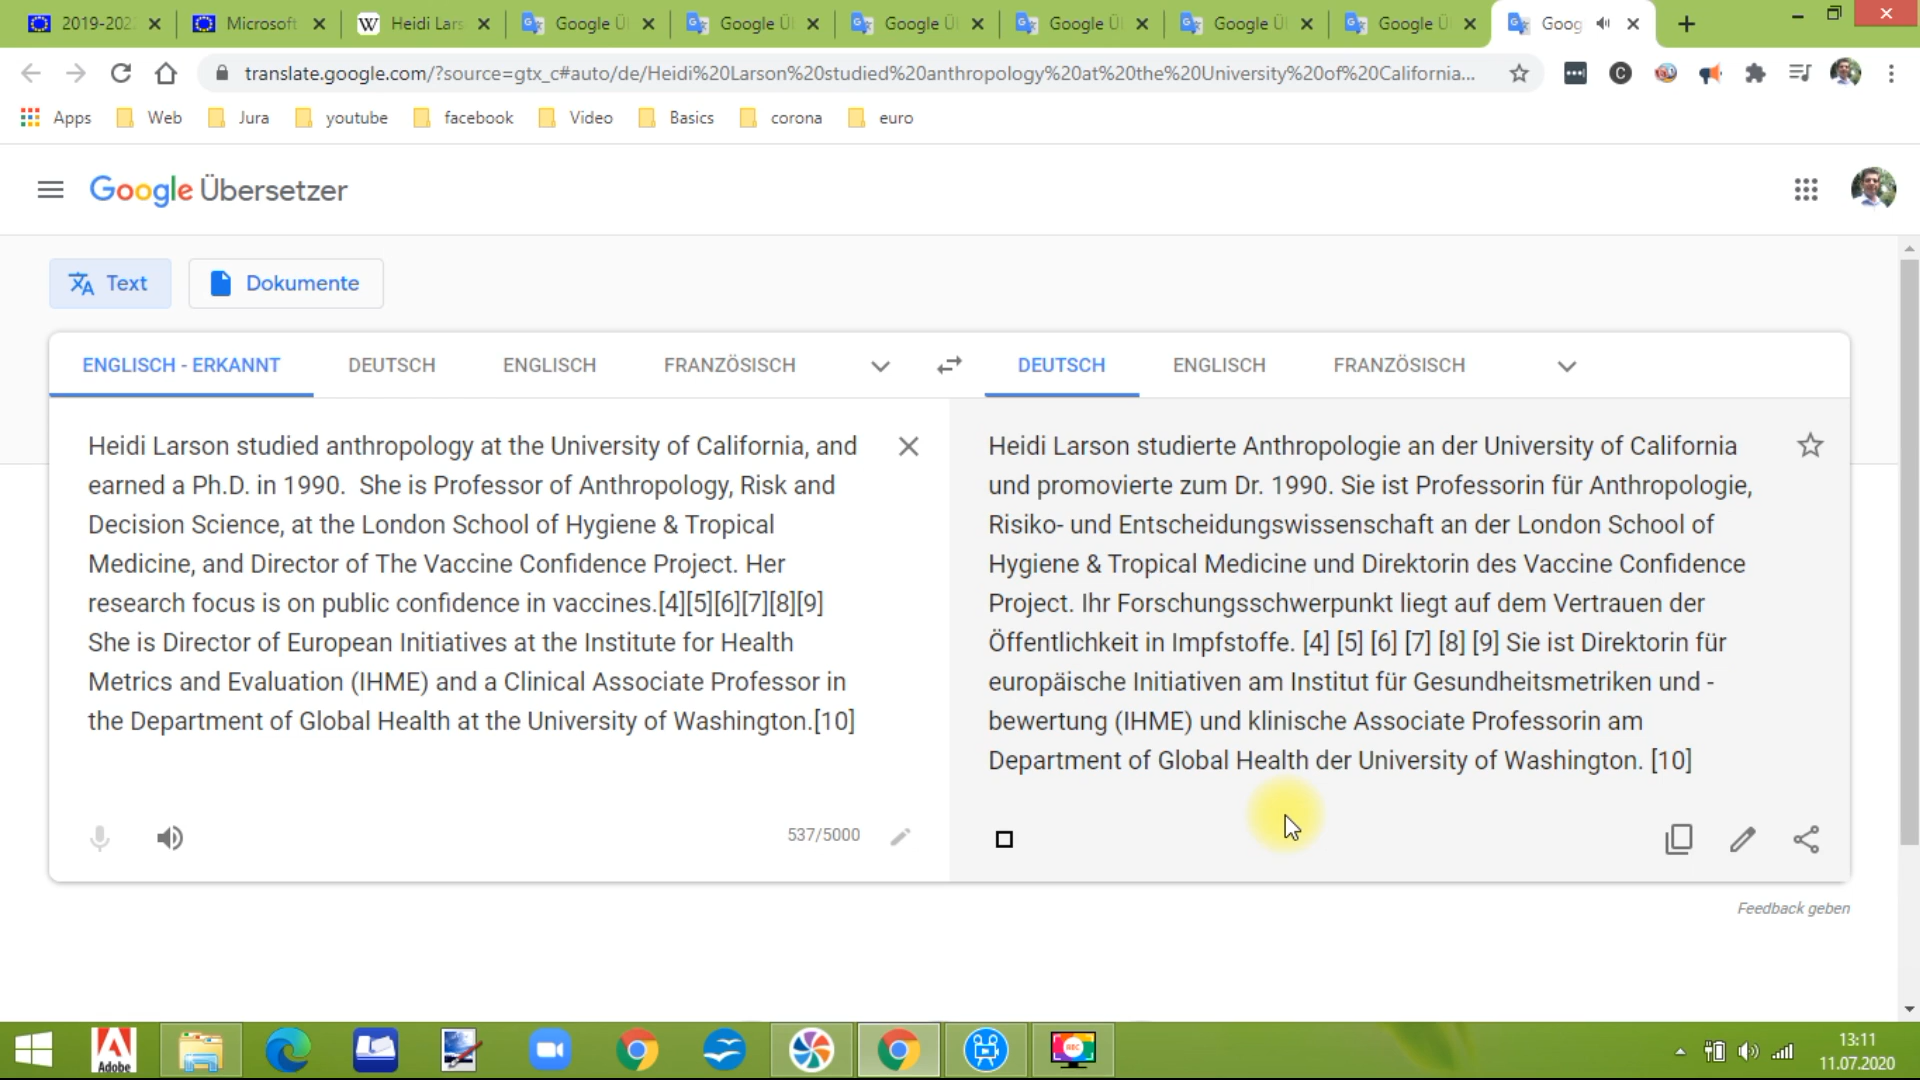 2019-202
Microsoft
Heidi Lars
Google Ü
Google Ü
Google Ü
Google Ü
Google Ü
Google Ü
Goog
translate.google.com/?source=gtx_c#auto/de/Heidi%20Larson%20studied%20anthropology%20at%20the%20University%20of%20California...
Apps Web Jura youtube facebook Video Basics corona euro
Google Übersetzer
Text Dokumente
ENGLISCH - ERKANNT DEUTSCH ENGLISCH FRANZÖSISCH
DEUTSCH ENGLISCH FRANZÖSISCH
Heidi Larson studied anthropology at the University of California, and
earned a Ph.D. in 1990.  She is Professor of Anthropology, Risk and
Decision Science, at the London School of Hygiene & Tropical
Medicine, and Director of The Vaccine Confidence Project. Her
research focus is on public confidence in vaccines.[4][5][6][7][8][9]
She is Director of European Initiatives at the Institute for Health
Metrics and Evaluation (IHME) and a Clinical Associate Professor in
the Department of Global Health at the University of Washington.[10]
537/5000
Heidi Larson studierte Anthropologie an der University of California
und promovierte zum Dr. 1990. Sie ist Professorin für Anthropologie,
Risiko- und Entscheidungswissenschaft an der London School of
Hygiene & Tropical Medicine und Direktorin des Vaccine Confidence
Project. Ihr Forschungsschwerpunkt liegt auf dem Vertrauen der
Öffentlichkeit in Impfstoffe. [4] [5] [6] [7] [8] [9] Sie ist Direktorin für
europäische Initiativen am Institut für Gesundheitsmetriken und -
bewertung (IHME) und klinische Associate Professorin am
Department of Global Health der University of Washington. [10]
Feedback geben
Adobe
13:11
11.07.2020